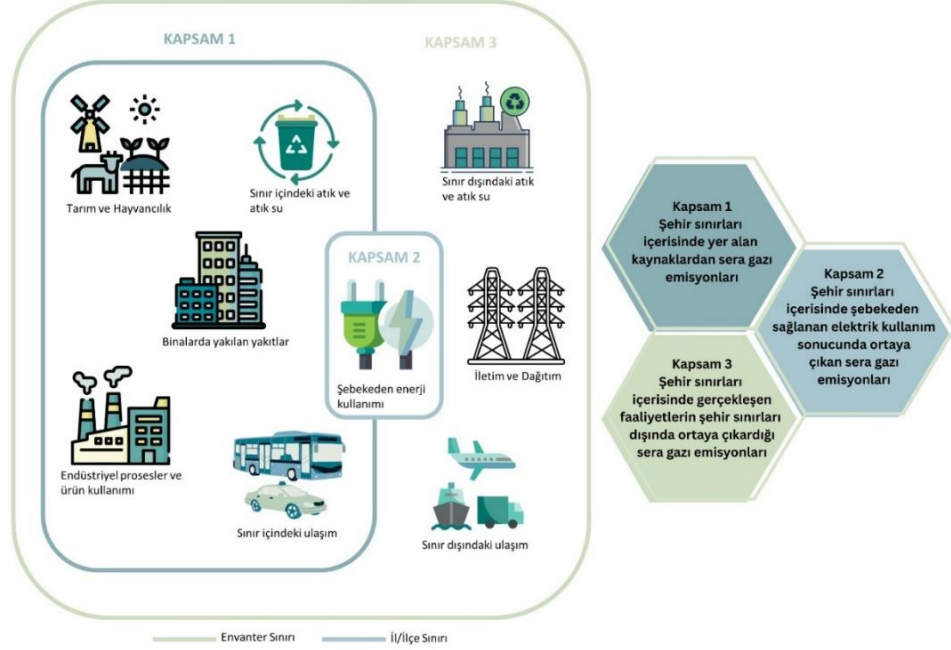 KAPSAM 1
KAPSAM 3
Tarım ve Hayvancılık
Sınır içindeki atık ve
atık su
Sınır dışındaki atık
ve atık su
Binalarda yakılan yakıtlar
KAPSAM 2
Şebekeden enerji
kullanımı
İletim ve Dağıtım
Endüstriyel prosesler ve
ürün kullanımı
Sınır içindeki ulaşım
Sınır dışındaki ulaşım
Envanter Sınırı
İl/İlçe Sınırı
Kapsam 1
Şehir sınırları
içerisinde yer alan
kaynaklardan sera gazı
emisyonları
Kapsam 2
Şehir sınırları
içerisinde şebekeden
sağlanan elektrik kullanım
sonucunda ortaya
çıkan sera gazı
emisyonları
Kapsam 3
Şehir sınırları
içerisinde gerçekleşen
faaliyetlerin şehir sınırları
dışında ortaya çıkardığı
sera gazı emisyonları